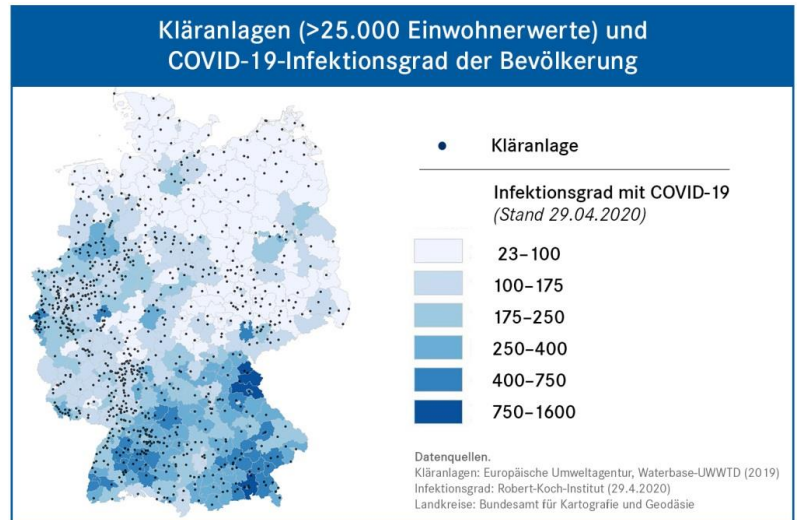 Kläranlagen (>25.000 Einwohnerwerte) und
COVID-19-Infektionsgrad der Bevölkerung
Kläranlage
Infektionsgrad mit COVID-19
(Stand 29.04.2020)
23–100
100–175
175–250
250–400
400–750
750–1600
Datenquellen.
Kläranlagen: Europäische Umweltagentur, Waterbase-UWWTD (2019)
Infektionsgrad: Robert-Koch-Institut (29.4.2020)
Landkreise: Bundesamt für Kartografie und Geodäsie